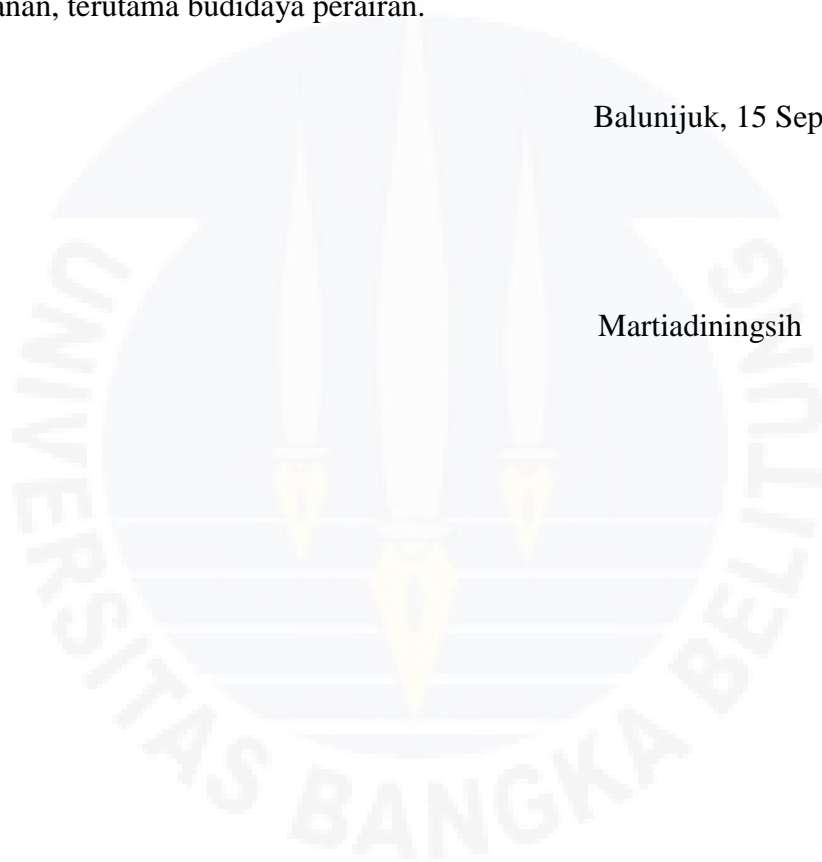 anan, terutama budidaya perairan.
Balunijuk, 15 Sep
Martiadiningsih
UNIVERSITAS BANGKA BELITUNG